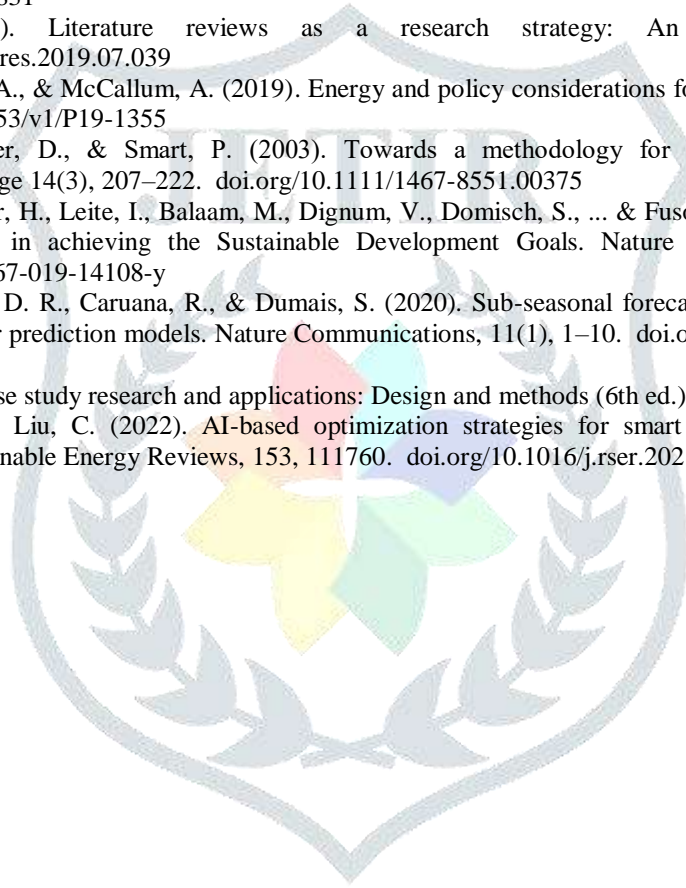 ). Literature reviews as a research strategy: An
res.2019.07.039
A., & McCallum, A. (2019). Energy and policy considerations fo
53/v1/P19-1355
er, D., & Smart, P. (2003). Towards a methodology for
ge 14(3), 207–222. doi.org/10.1111/1467-8551.00375
r, H., Leite, I., Balaam, M., Dignum, V., Domisch, S., ... & Fuso
in achieving the Sustainable Development Goals. Nature
67-019-14108-y
D. R., Caruana, R., & Dumais, S. (2020). Sub-seasonal foreca
r prediction models. Nature Communications, 11(1), 1–10. doi.o
se study research and applications: Design and methods (6th ed.)
Liu, C. (2022). AI-based optimization strategies for smart
nable Energy Reviews, 153, 111760. doi.org/10.1016/j.rser.202
JETIR